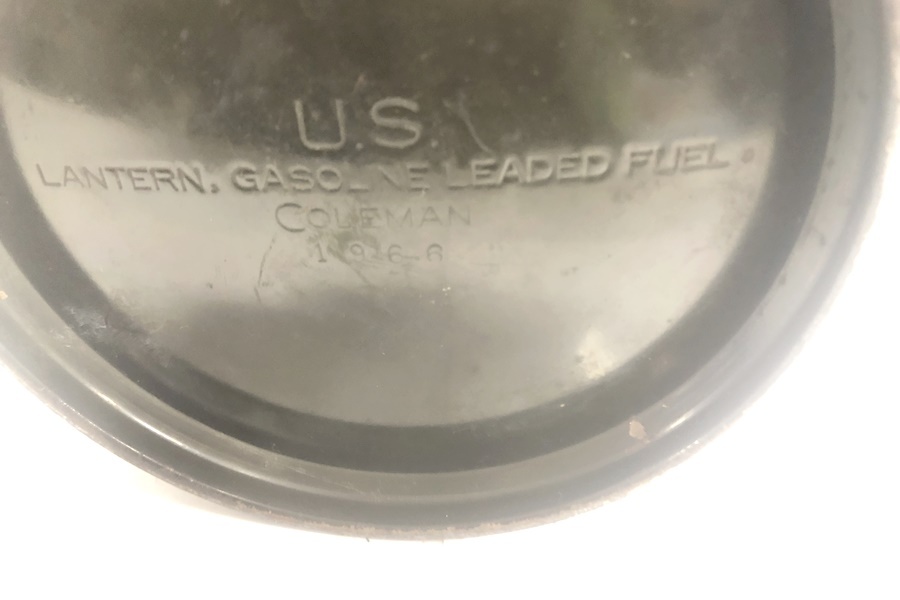 U.S.
LANTERN, GASOLINE LEADED FUEL
COLEMAN
1966